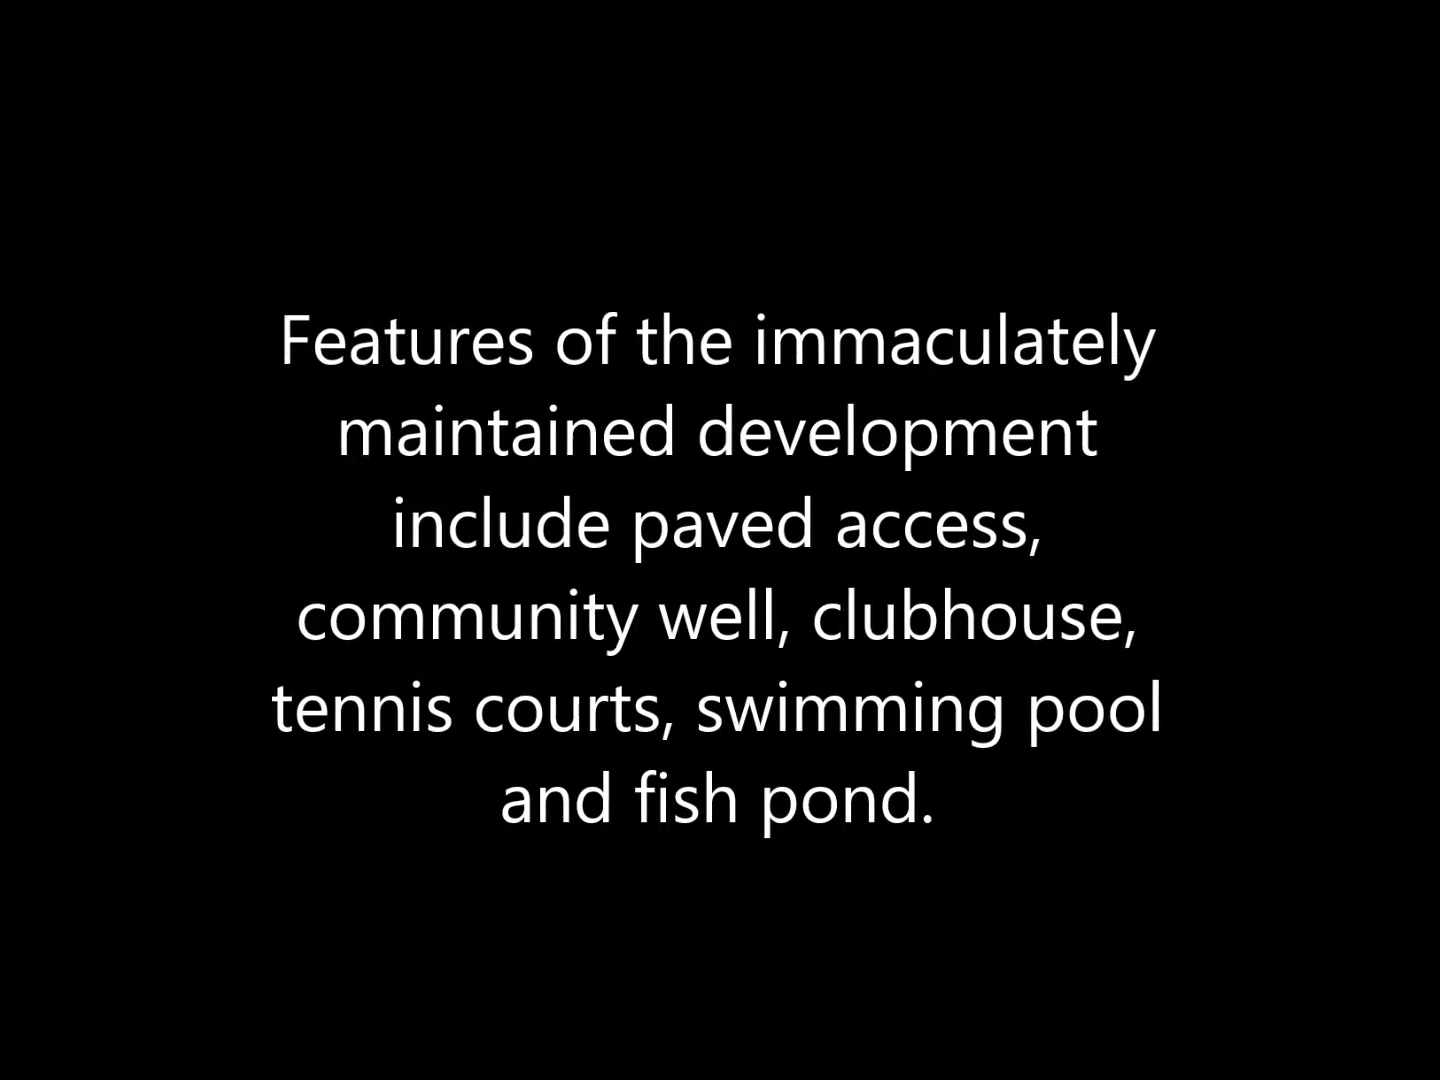 Features of the immaculately
maintained development
include paved access,
community well, clubhouse,
tennis courts, swimming pool
and fish pond.